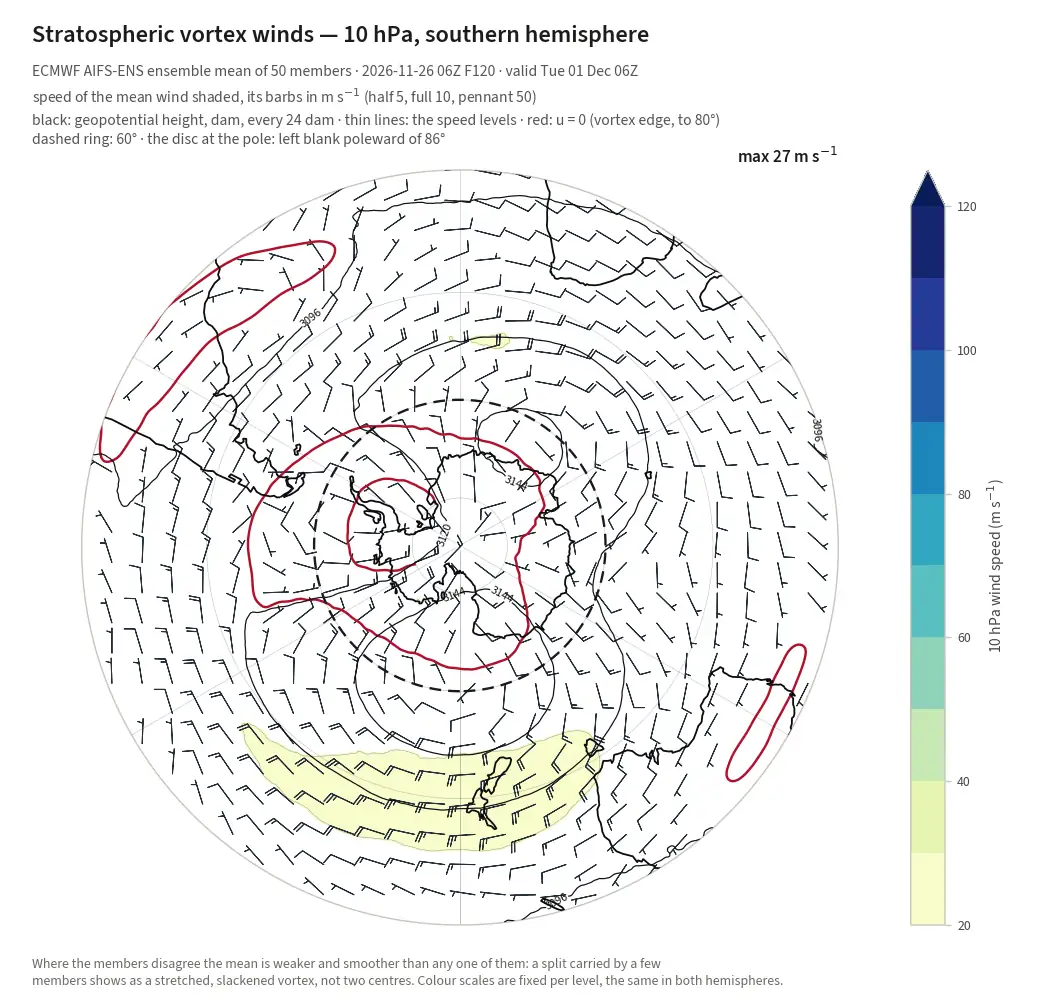 Stratospheric vortex winds — 10 hPa, southern hemisphere
ECMWF AIFS-ENS ensemble mean of 50 members · 2026-11-26 06Z F120 · valid Tue 01 Dec 06Z
speed of the mean wind shaded, its barbs in m s⁻¹ (half 5, full 10, pennant 50)
black: geopotential height, dam, every 24 dam · thin lines: the speed levels · red: u = 0 (vortex edge, to 80°)
dashed ring: 60° · the disc at the pole: left blank poleward of 86°
max 27 m s⁻¹
120
100
80
60
40
20
10 hPa wind speed (m s⁻¹)
3096
3096
3144
3120
3144
3144
3096
Where the members disagree the mean is weaker and smoother than any one of them: a split carried by a few
members shows as a stretched, slackened vortex, not two centres. Colour scales are fixed per level, the same in both hemispheres.